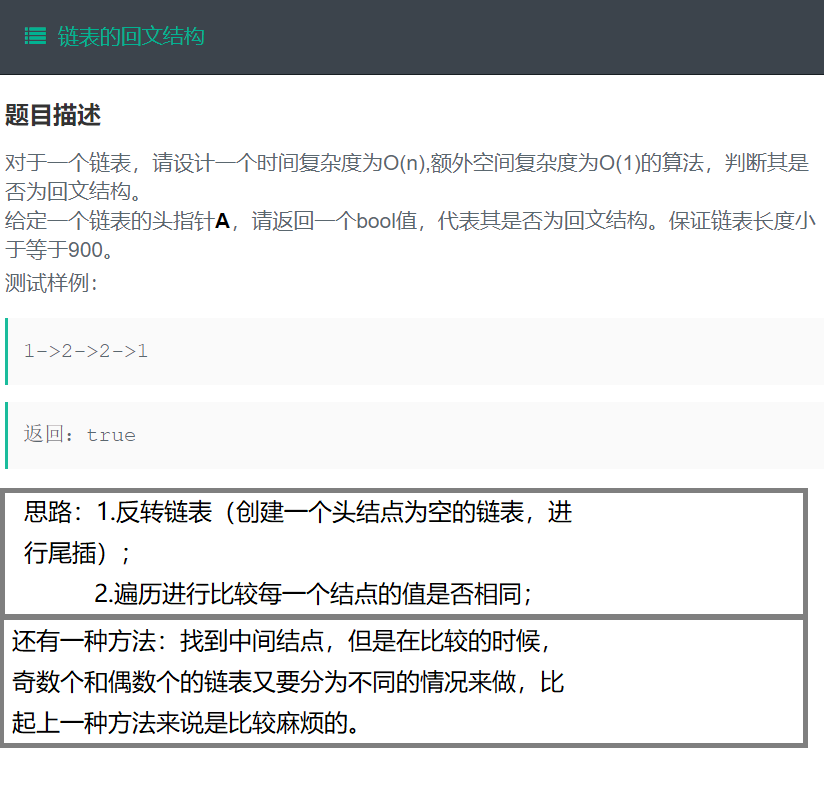 链表的回文结构
题目描述
对于一个链表，请设计一个时间复杂度为O(n),额外空间复杂度为O(1)的算法，判断其是
否为回文结构。
给定一个链表的头指针A，请返回一个bool值，代表其是否为回文结构。保证链表长度小
于等于900。
测试样例：
1->2->2->1
返回：true
思路：1.反转链表（创建一个头结点为空的链表，进
行尾插）；
2.遍历进行比较每一个结点的值是否相同；
还有一种方法：找到中间结点，但是在比较的时候，
奇数个和偶数个的链表又要分为不同的情况来做，比
起上一种方法来说是比较麻烦的。